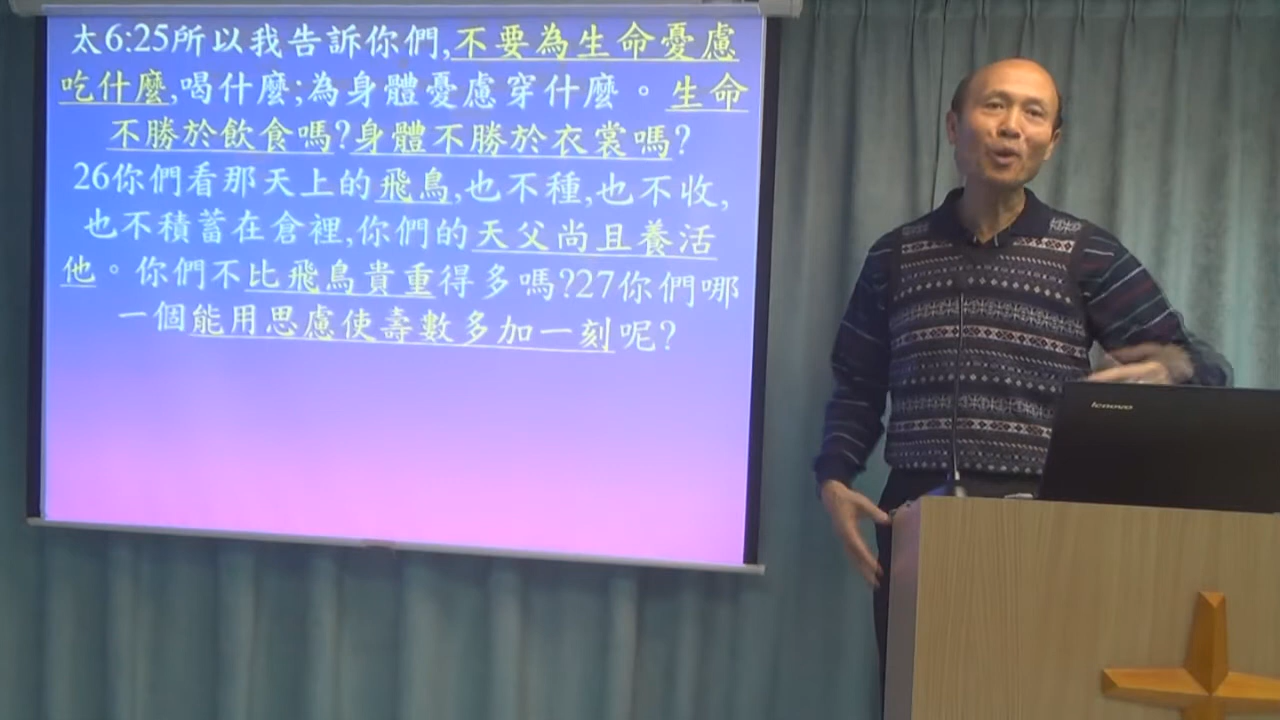 太6:25所以我告訴你們,不要為生命憂慮
吃什麼,喝什麼;為身體憂慮穿什麼。生命
不勝於飲食嗎?身體不勝於衣裳嗎?
26你們看那天上的飛鳥,也不種,也不收,
也不積蓄在倉裡,你們的天父尚且養活
他。你們不比飛鳥貴重得多嗎?27你們哪
一個能用思慮使壽數多加一刻呢?
lenovo